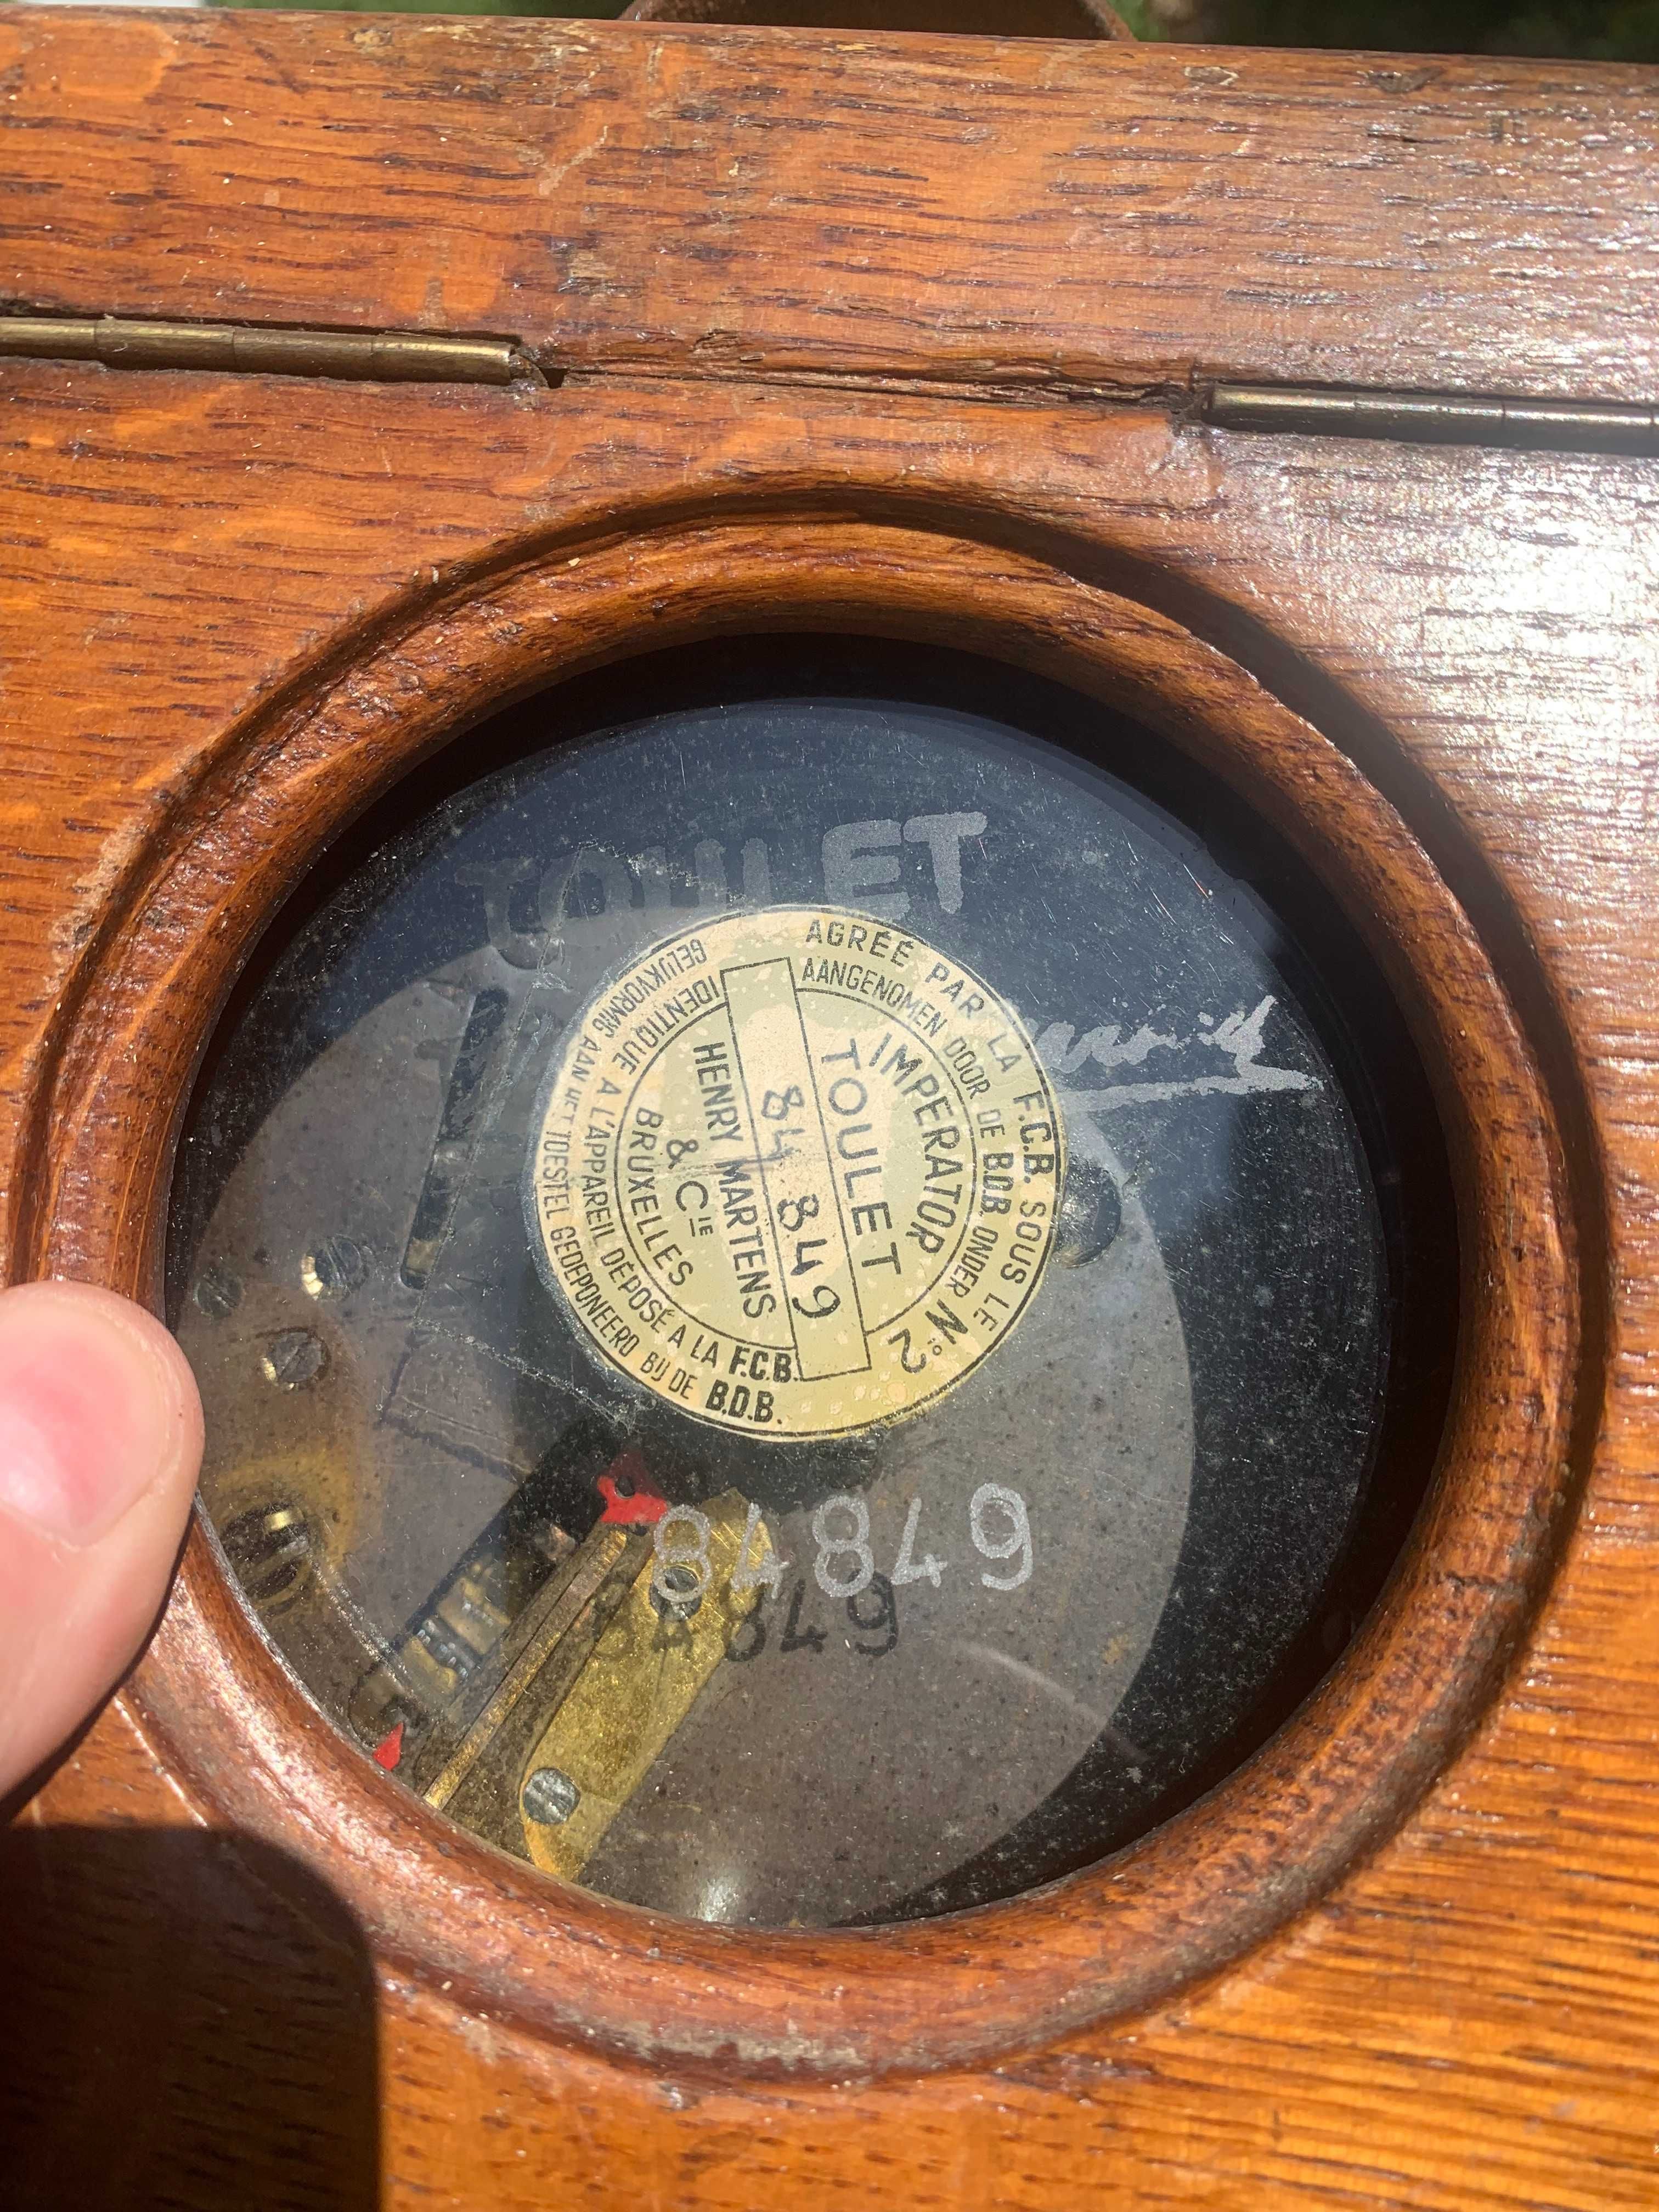 TOULET
AGRÉÉ PAR LA F.C.B. SOUS LE
AANGENOMEN DOOR DE B.D.B. ONDER
Nº 2
IMPERATOR
TOULET
84 849
HENRY MARTENS
& CIE
BRUXELLES
IDENTIQUE A L'APPAREIL DÉPOSÉ A LA F.C.B.
GELIJKVORMIG AAN HET TOESTEL GEDEPONEERD BIJ DE B.D.B.
84849